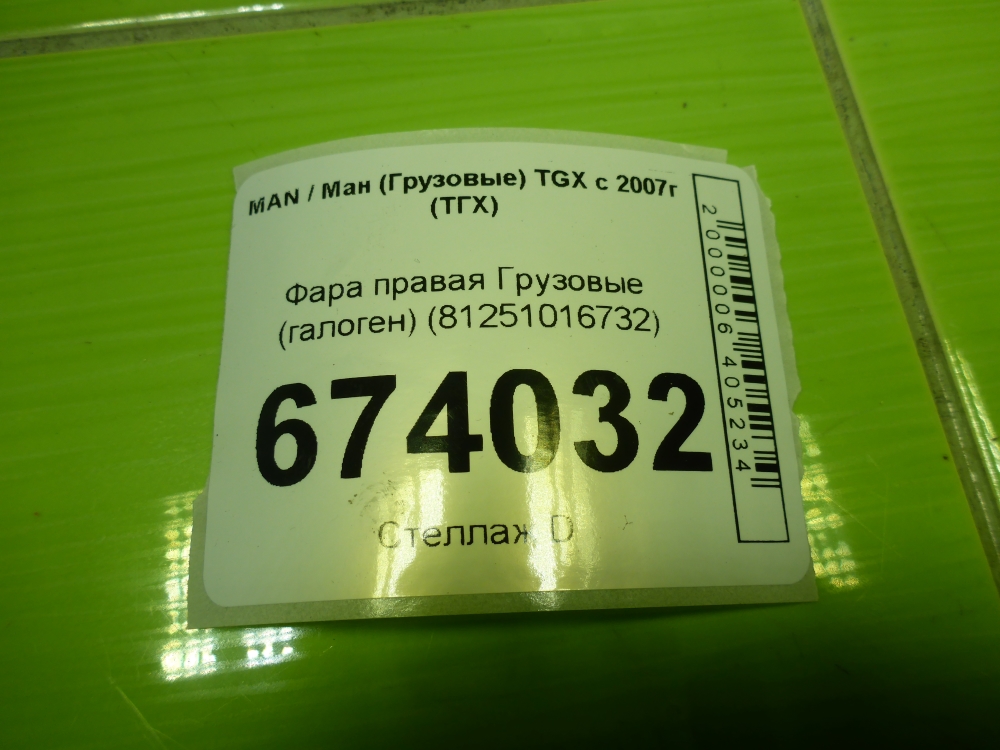 MAN / Ман (Грузовые) TGX с 2007г
(ТГХ)
Фара правая Грузовые
(галоген) (81251016732)
674032
Стеллаж D
2000006405234